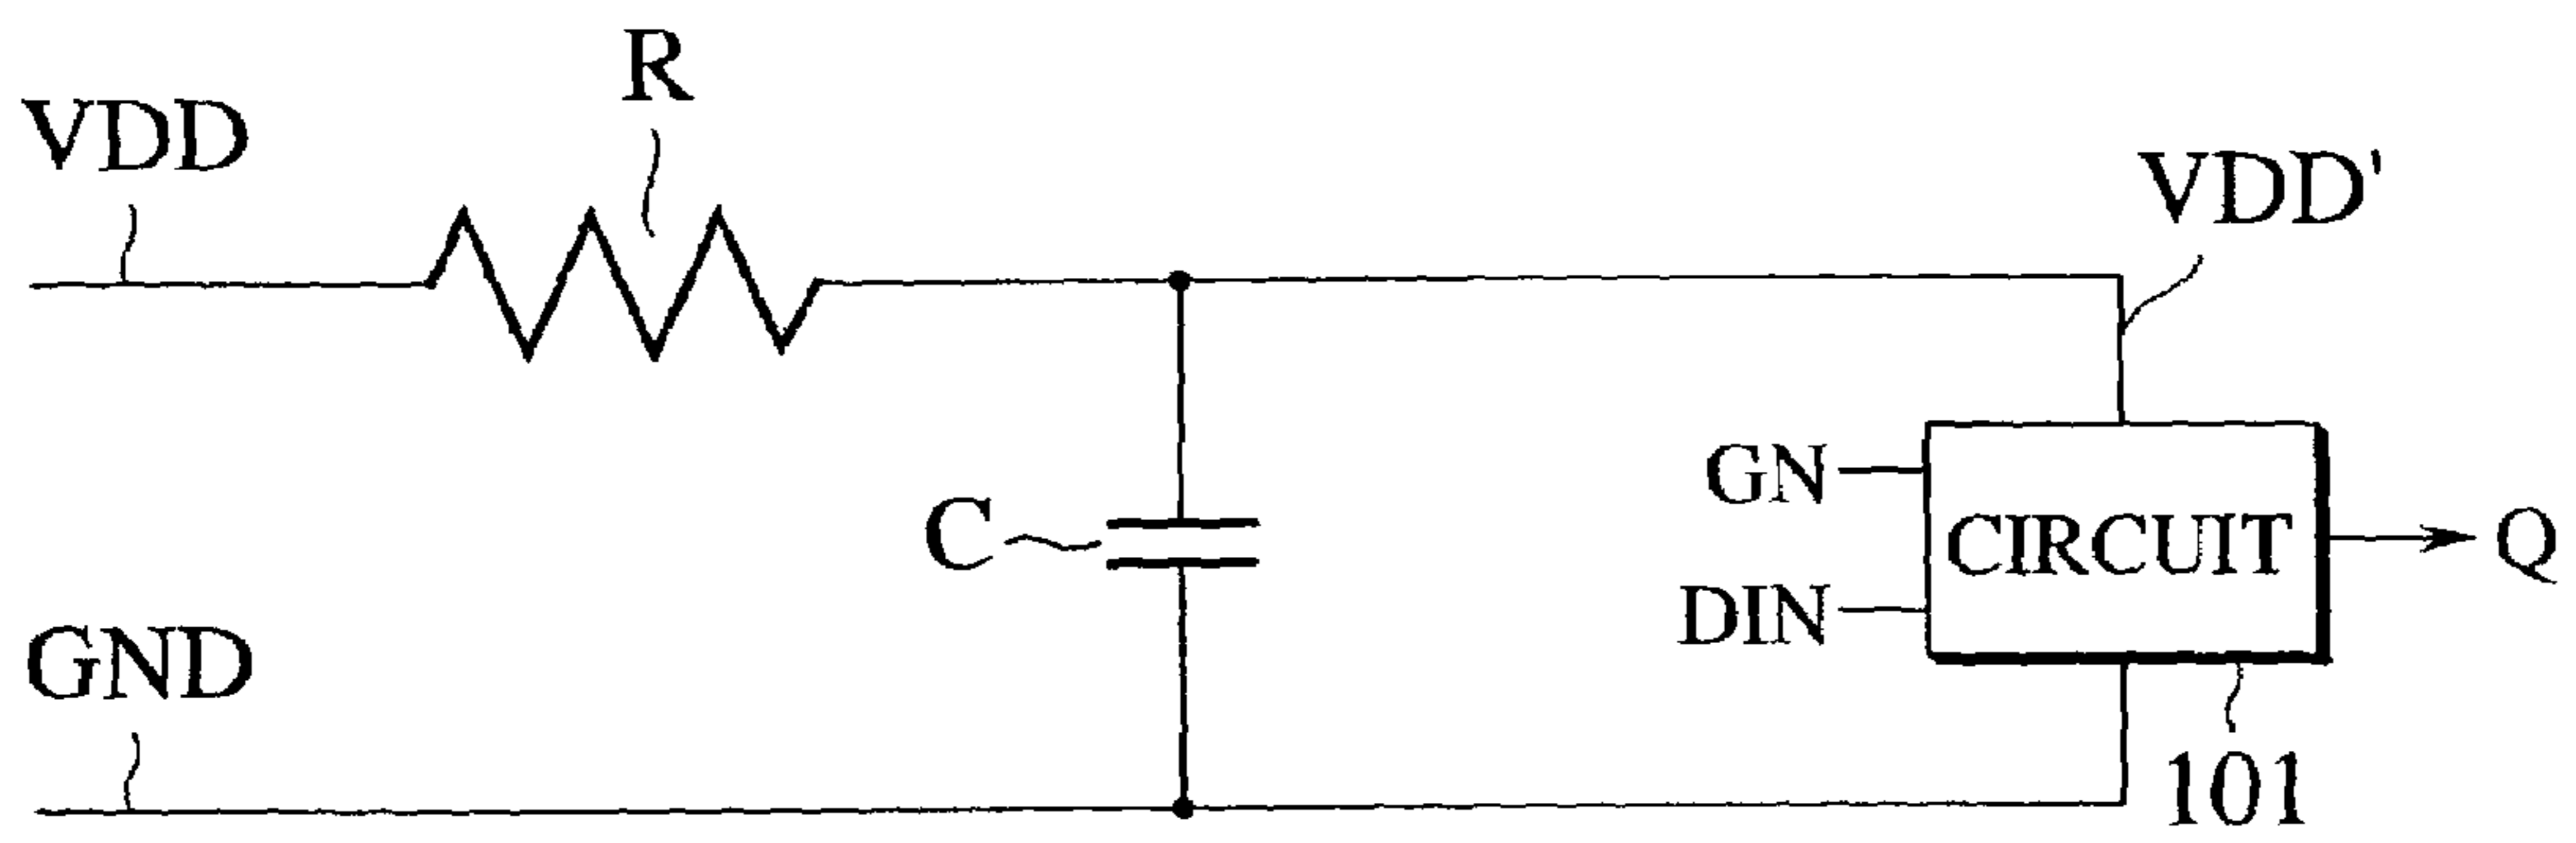 R
VDD
VDD'
GN
CIRCUIT
Q
C
DIN
GND
101